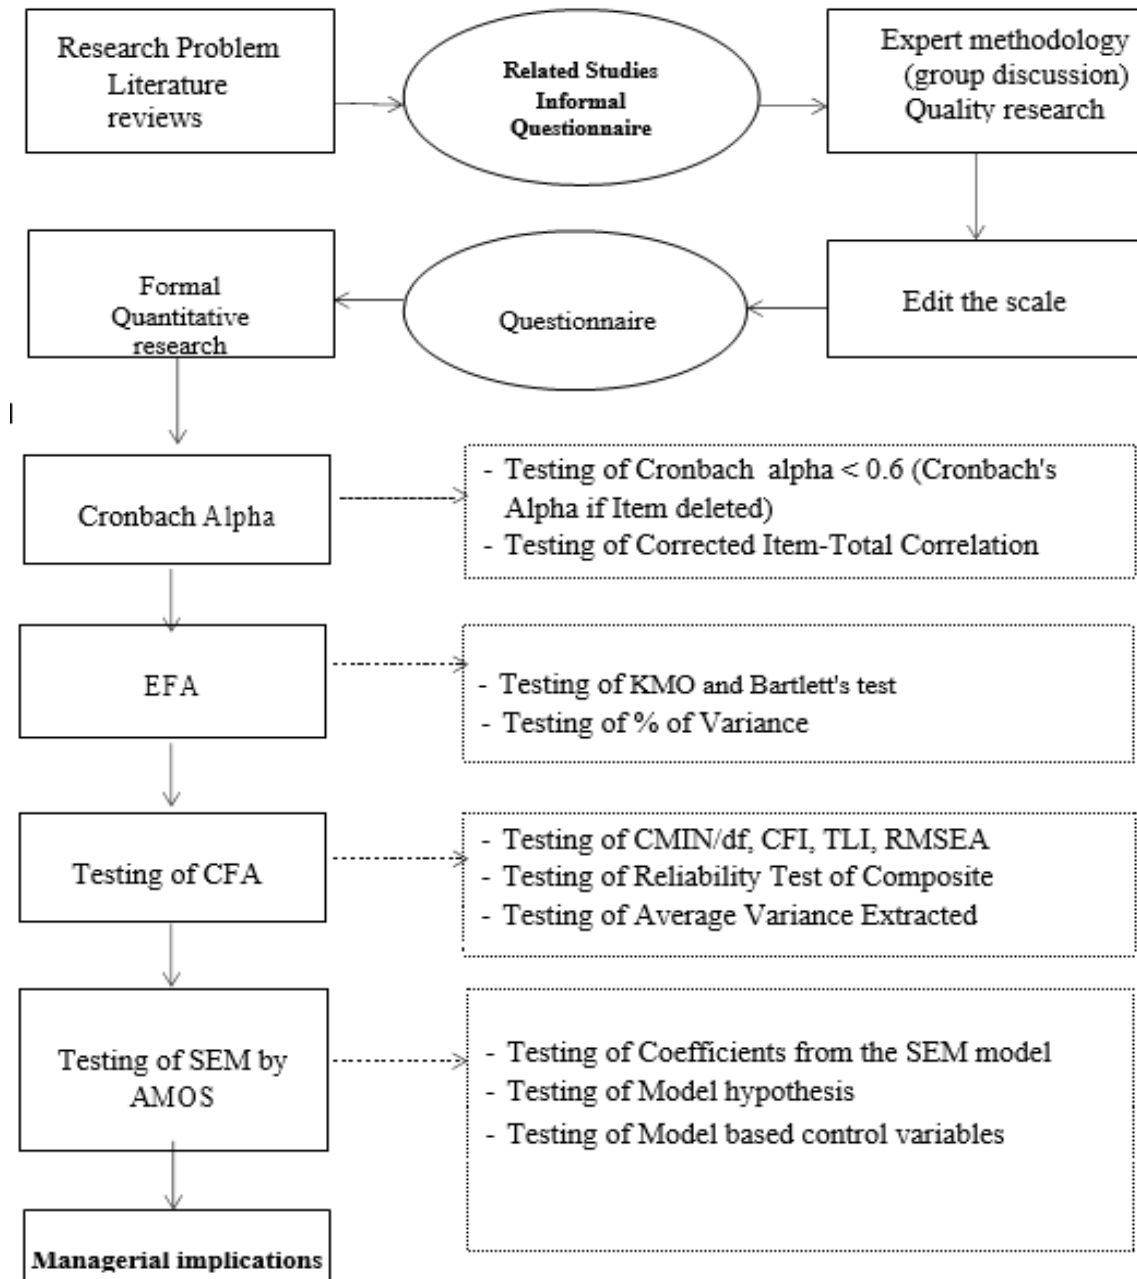 Research Problem
Literature
reviews
Related Studies
Informal
Questionnaire
Expert methodology
(group discussion)
Quality research
Formal
Quantitative
research
Questionnaire
Edit the scale
Cronbach Alpha
- Testing of Cronbach alpha < 0.6 (Cronbach's
Alpha if Item deleted)
- Testing of Corrected Item-Total Correlation
EFA
- Testing of KMO and Bartlett's test
- Testing of % of Variance
Testing of CFA
- Testing of CMIN/df, CFI, TLI, RMSEA
- Testing of Reliability Test of Composite
- Testing of Average Variance Extracted
Testing of SEM by
AMOS
- Testing of Coefficients from the SEM model
- Testing of Model hypothesis
- Testing of Model based control variables
Managerial implications